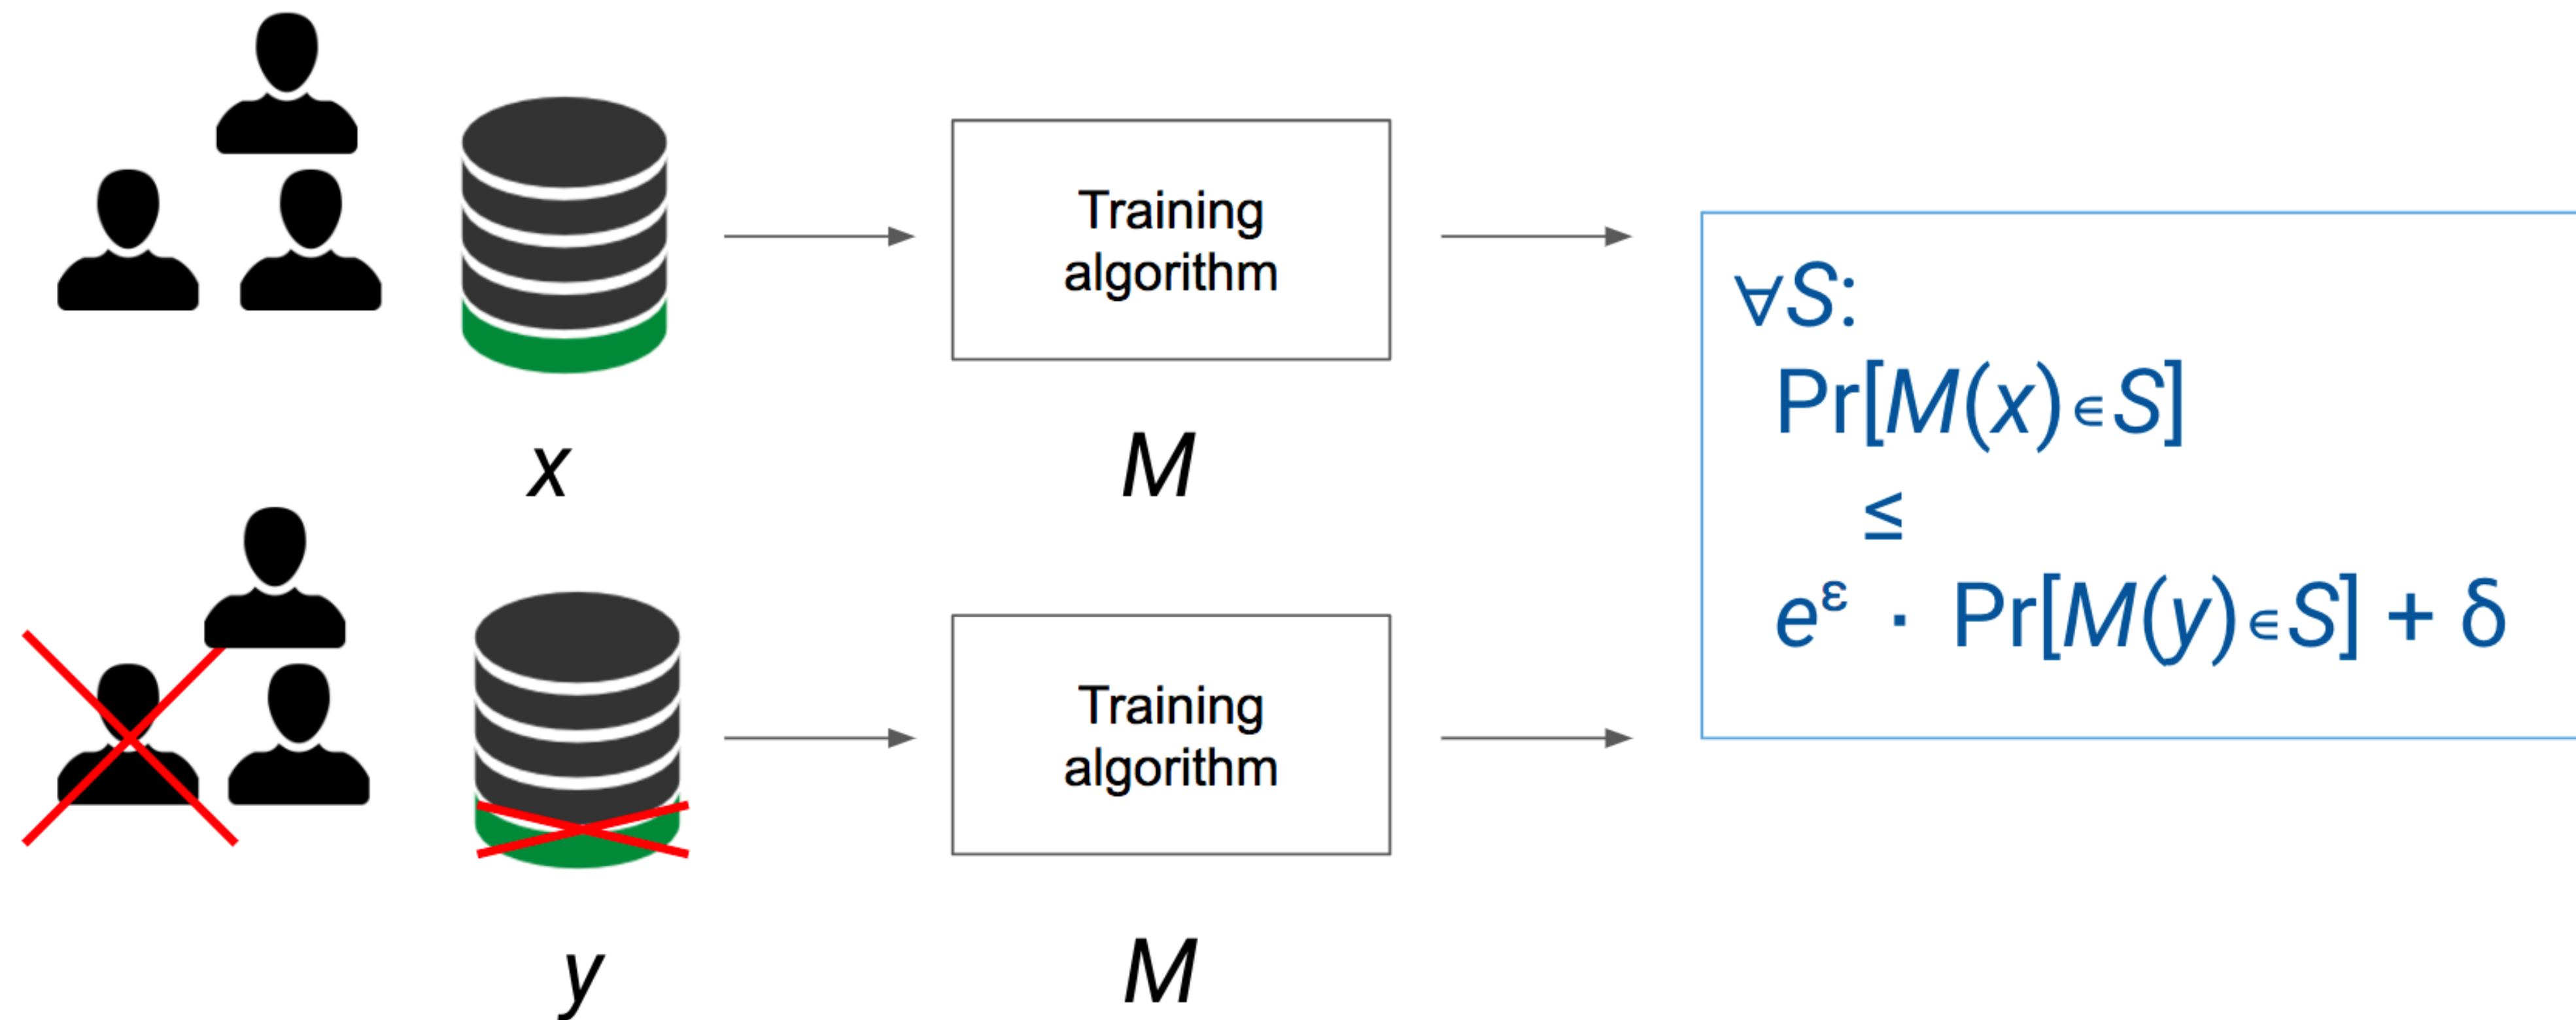 Training
algorithm
x
M
∀S:
Pr[M(x)∈S]
≤
e^ε · Pr[M(y)∈S] + δ
Training
algorithm
y
M